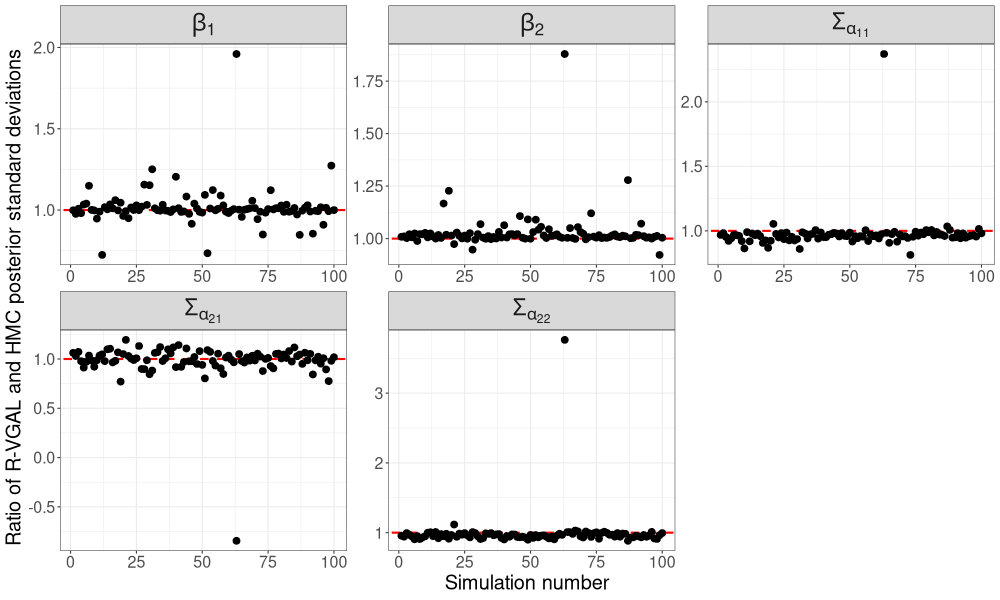 β1
β2
Σα11
2.0
1.5
1.0
0 25 50 75 100
1.75
1.50
1.25
1.00
0 25 50 75 100
2.0
1.5
1.0
0 25 50 75 100
Σα21
Σα22
1.0
0.5
0.0
-0.5
0 25 50 75 100
3
2
1
0 25 50 75 100
Ratio of R-VGAL and HMC posterior standard deviations
Simulation number